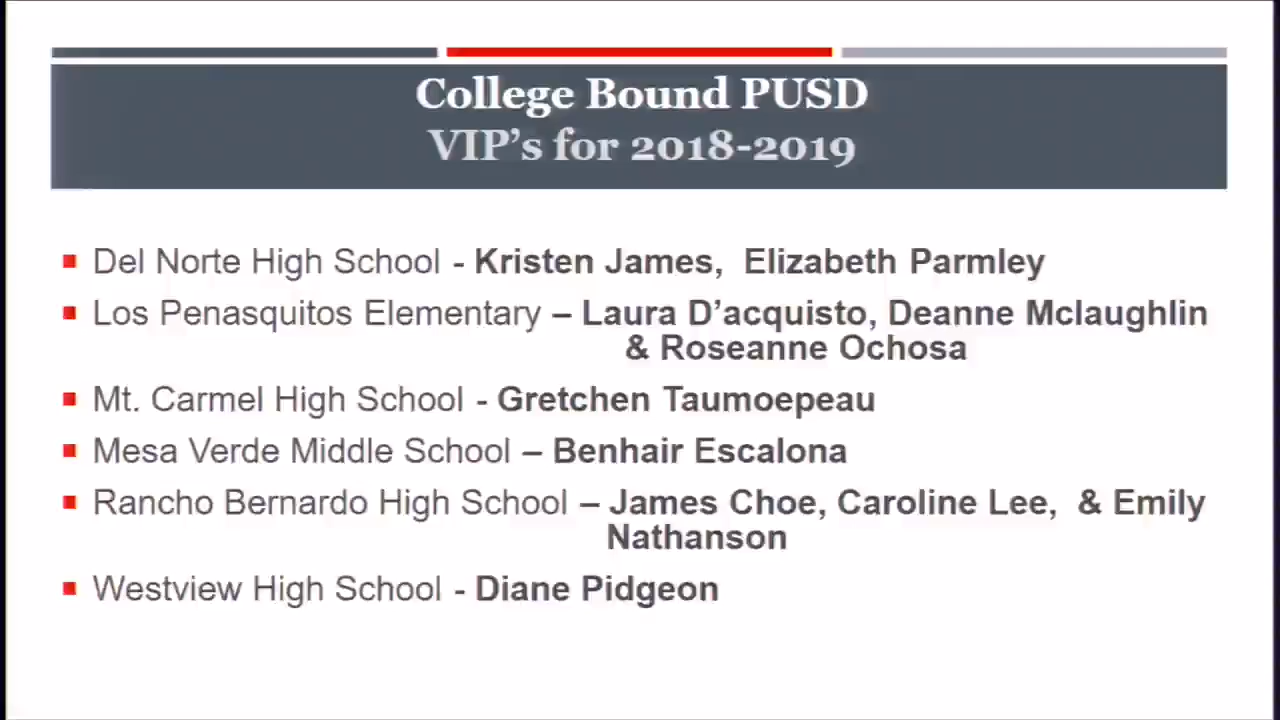 College Bound PUSD
VIP's for 2018-2019
Del Norte High School - Kristen James,  Elizabeth Parmley
Los Penasquitos Elementary – Laura D'acquisto, Deanne Mclaughlin
& Roseanne Ochosa
Mt. Carmel High School - Gretchen Taumoepeau
Mesa Verde Middle School – Benhair Escalona
Rancho Bernardo High School – James Choe, Caroline Lee,  & Emily
Nathanson
Westview High School - Diane Pidgeon